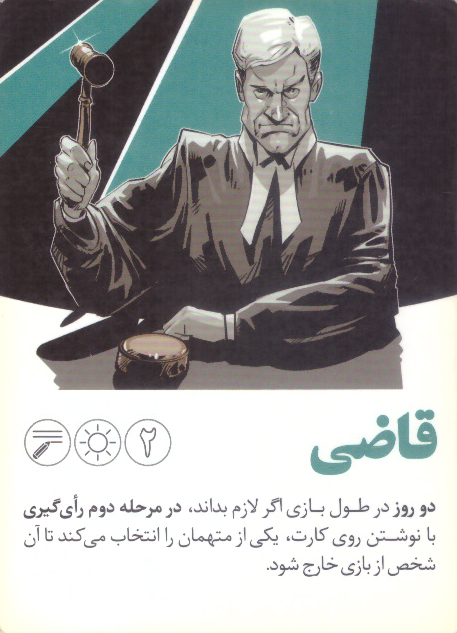 قاضی
۲
دو روز در طول بازی اگر لازم بداند، در مرحله دوم رأی‌گیری
با نوشتن روی کارت، یکی از متهمان را انتخاب می‌کند تا آن
شخص از بازی خارج شود.